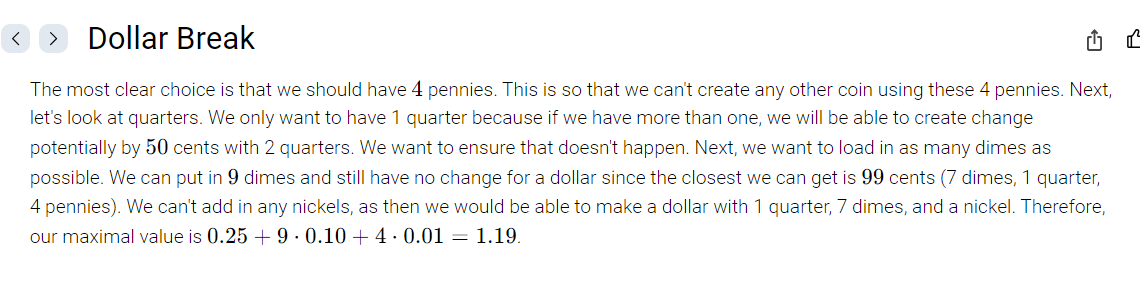 Dollar Break
The most clear choice is that we should have 4 pennies. This is so that we can't create any other coin using these 4 pennies. Next,
let's look at quarters. We only want to have 1 quarter because if we have more than one, we will be able to create change
potentially by 50 cents with 2 quarters. We want to ensure that doesn't happen. Next, we want to load in as many dimes as
possible. We can put in 9 dimes and still have no change for a dollar since the closest we can get is 99 cents (7 dimes, 1 quarter,
4 pennies). We can't add in any nickels, as then we would be able to make a dollar with 1 quarter, 7 dimes, and a nickel. Therefore,
our maximal value is 0.25 + 9 · 0.10 + 4 · 0.01 = 1.19.